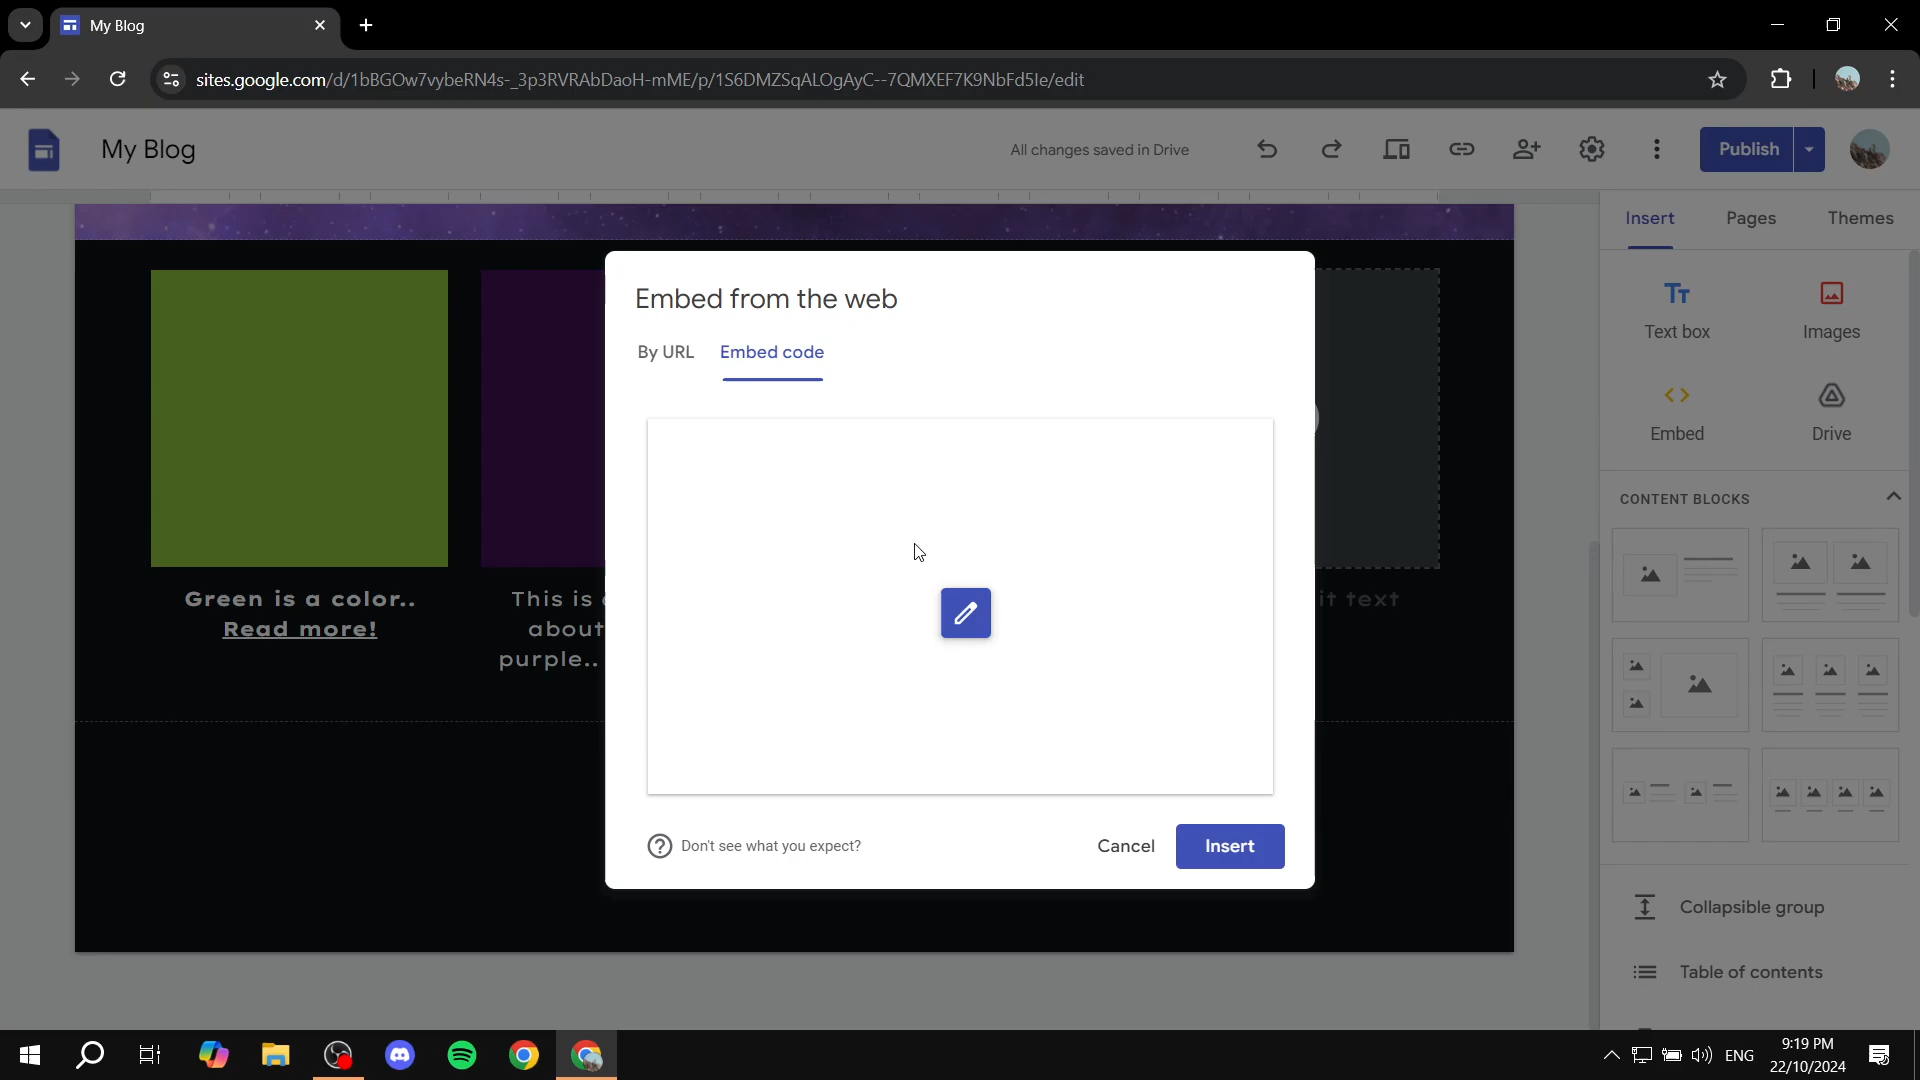 My Blog
sites.google.com/d/1bBGOw7vybeRN4s-_3p3RVRAbDaoH-mME/p/1S6DMZSqALOgAyC--7QMXEF7K9NbFd5Ie/edit
My Blog
All changes saved in Drive
Publish
Insert
Pages
Themes
Embed from the web
By URL
Embed code
Text box
Images
Embed
Drive
CONTENT BLOCKS
Green is a color..
Read more!
This is
about
purple..
it text
Don't see what you expect?
Cancel
Insert
Collapsible group
Table of contents
ENG
9:19 PM
22/10/2024